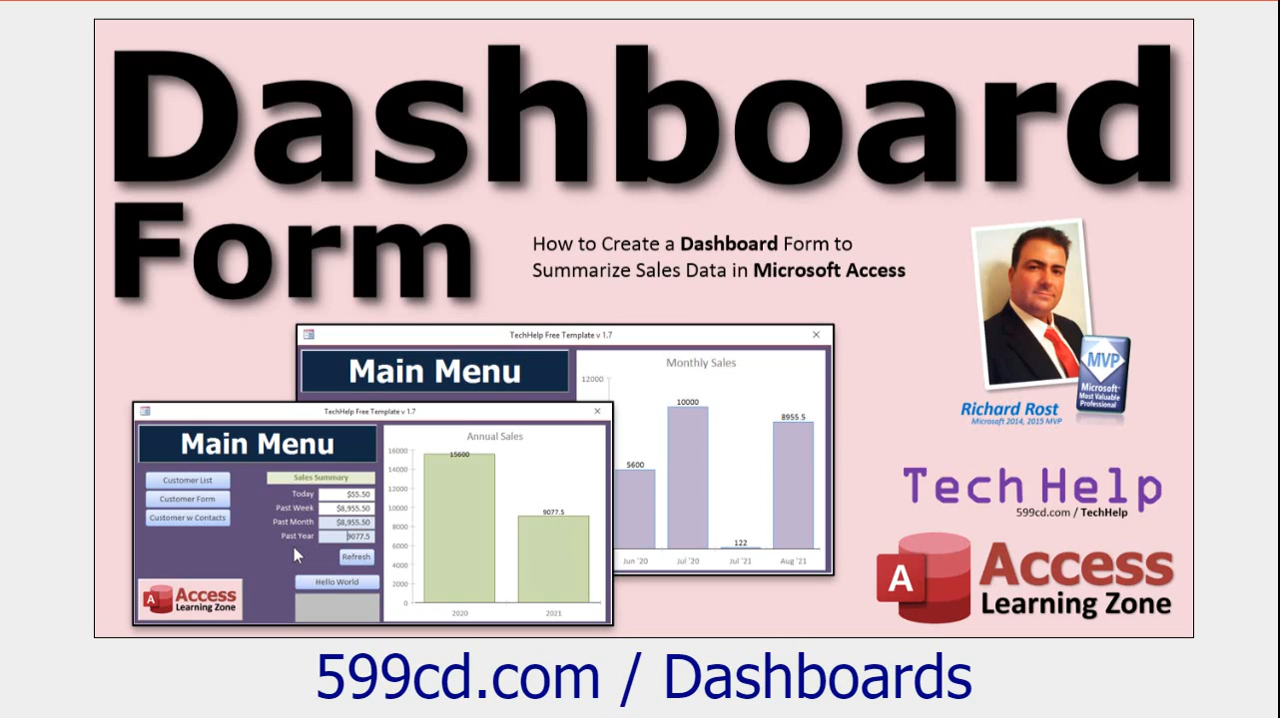 Dashboard
Form
How to Create a Dashboard Form to
Summarize Sales Data in Microsoft Access
MVP
Microsoft
Most Valuable
Professional
Richard Rost
Microsoft 2014, 2015 MVP
TechHelp Free Template v 1.7
Main Menu
Monthly Sales
12000
10000
8955.5
5600
122
Jun '20
Jul '20
Jul '21
Aug '21
TechHelp Free Template v 1.7
Main Menu
Customer List
Customer Form
Customer w Contacts
Sales Summary
Today $55.50
Past Week $8,955.50
Past Month $8,955.50
Past Year 9077.5
Refresh
Hello World
A Access
Learning Zone
Annual Sales
16000
14000
12000
10000
8000
6000
4000
2000
0
15600
9077.5
2020
2021
Tech Help
599cd.com / TechHelp
A Access
Learning Zone
599cd.com / Dashboards